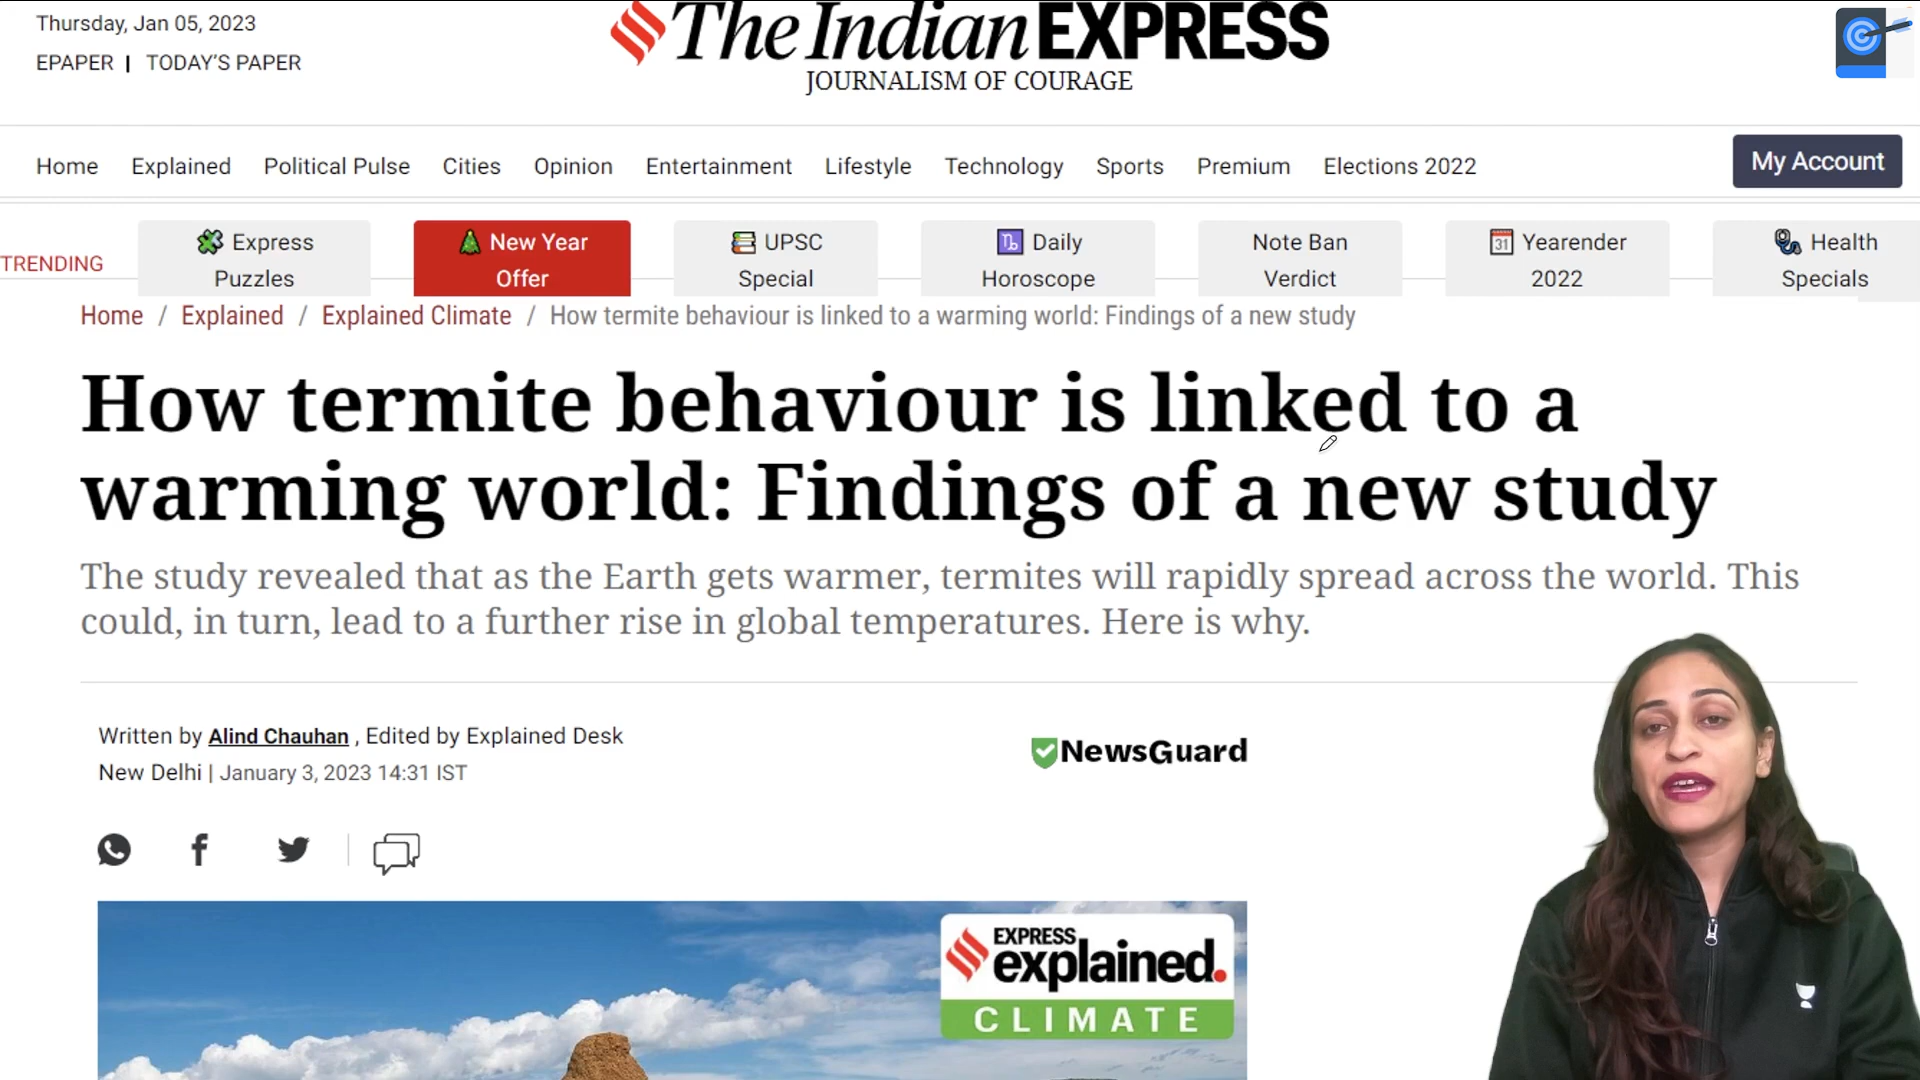 Thursday, Jan 05, 2023
The Indian EXPRESS
JOURNALISM OF COURAGE
EPAPER | TODAY'S PAPER
Home Explained Political Pulse Cities Opinion Entertainment Lifestyle Technology Sports Premium Elections 2022 My Account
TRENDING
Express
Puzzles
New Year
Offer
UPSC
Special
Daily
Horoscope
Note Ban
Verdict
31 Yearender
2022
Health
Specials
Home / Explained / Explained Climate / How termite behaviour is linked to a warming world: Findings of a new study
How termite behaviour is linked to a
warming world: Findings of a new study
The study revealed that as the Earth gets warmer, termites will rapidly spread across the world. This
could, in turn, lead to a further rise in global temperatures. Here is why.
Written by Alind Chauhan , Edited by Explained Desk
New Delhi | January 3, 2023 14:31 IST
NewsGuard
EXPRESS
explained.
CLIMATE